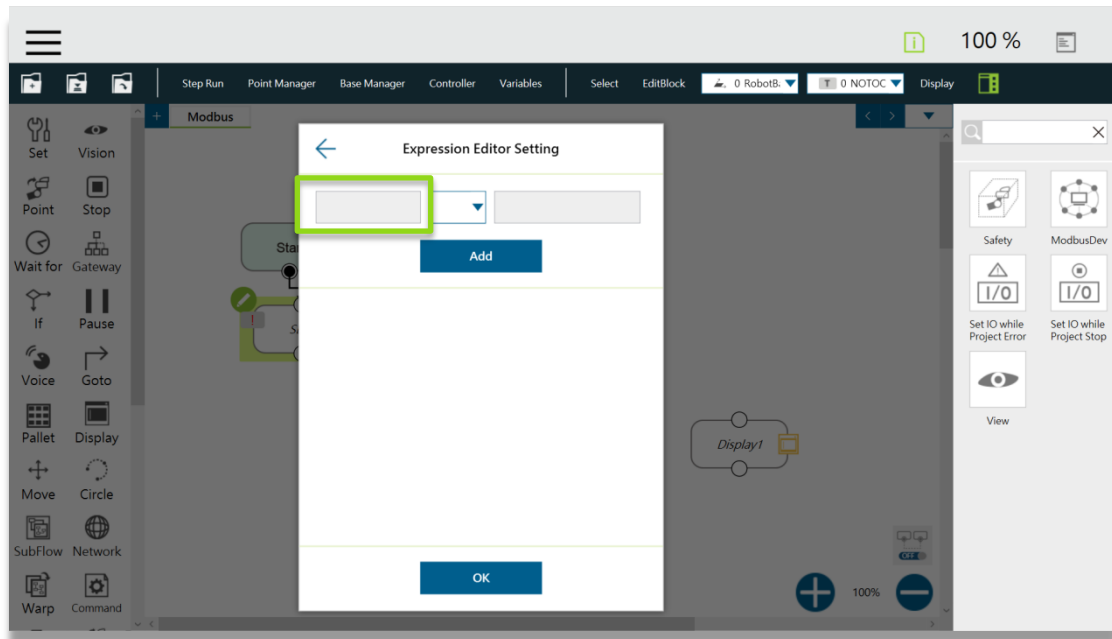 100 %
Step Run Point Manager Base Manager Controller Variables Select EditBlock 0 RobotB. T 0 NOTOC Display
+ Modbus
Set Vision
Point Stop
Wait for Gateway
If Pause
Voice Goto
Pallet Display
Move Circle
SubFlow Network
Warp Command
Expression Editor Setting
Add
OK
Sta
S
!
Display1
OFF
100%
Safety ModbusDev
I/O I/O
Set IO while Set IO while
Project Error Project Stop
View